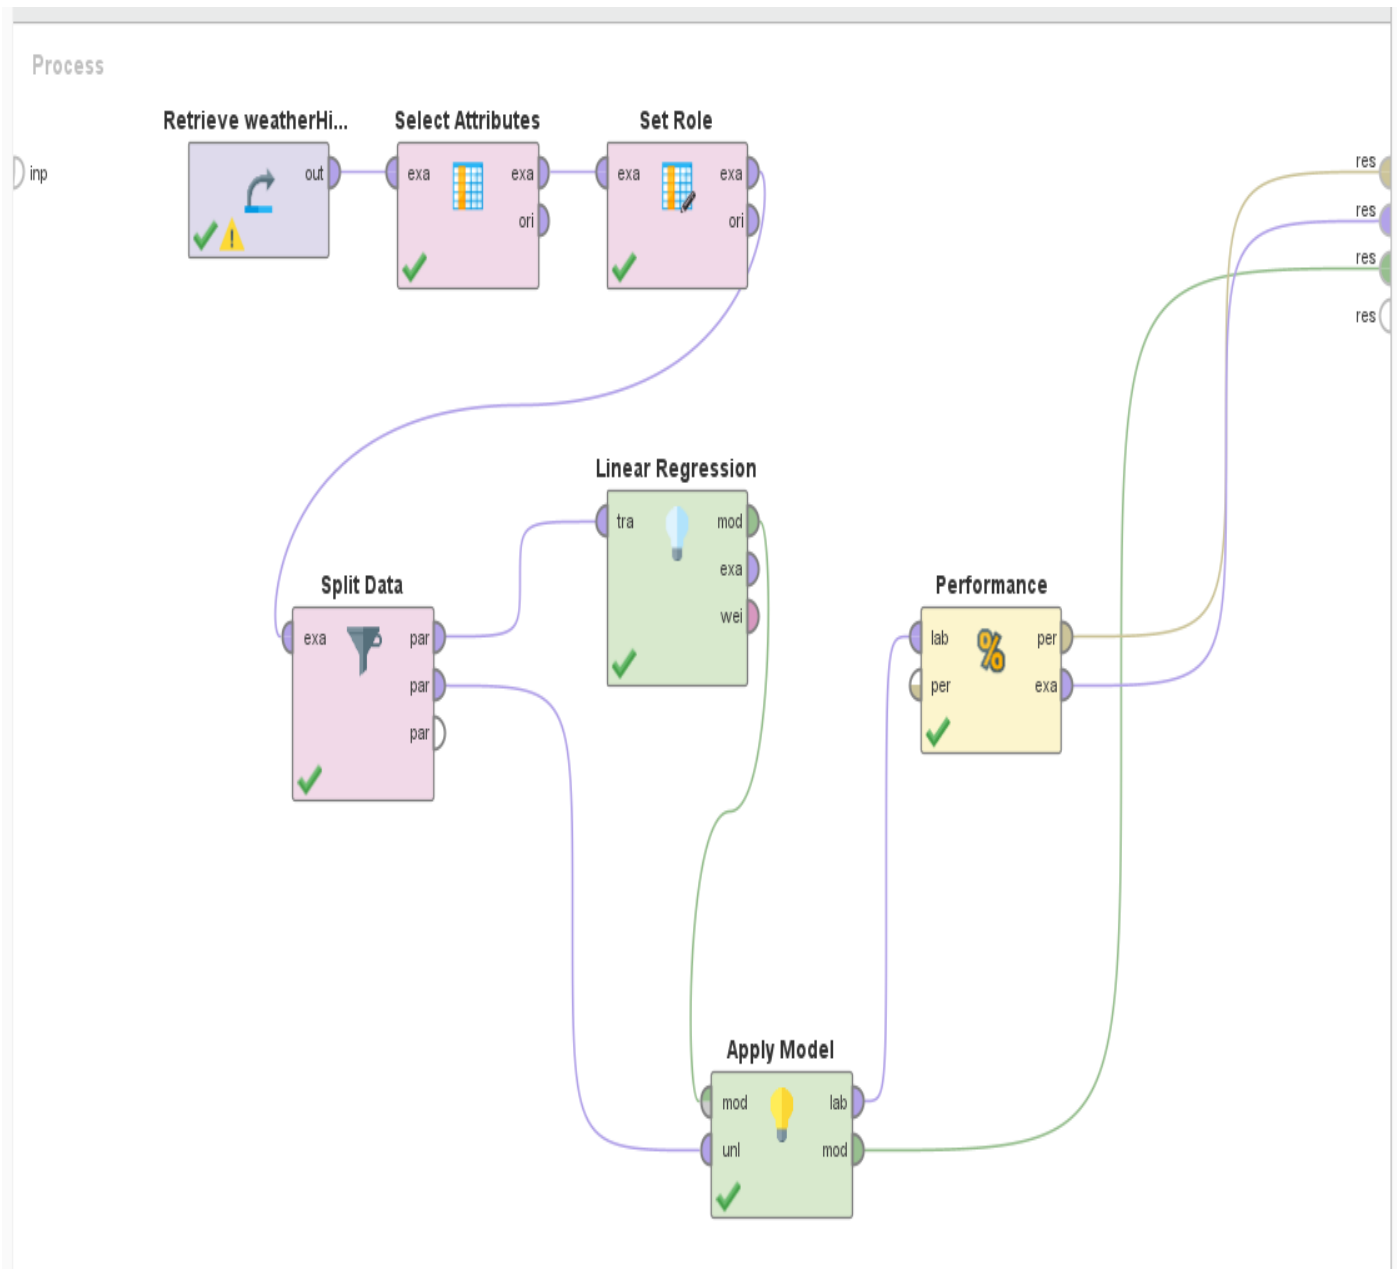 Process
inp
Retrieve weatherHi...
out
Select Attributes
exa exa
ori
Set Role
exa exa
ori
res
res
res
res
Linear Regression
tra mod
exa
wei
Split Data
exa par
par
par
Performance
lab per
per exa
Apply Model
mod lab
unl mod